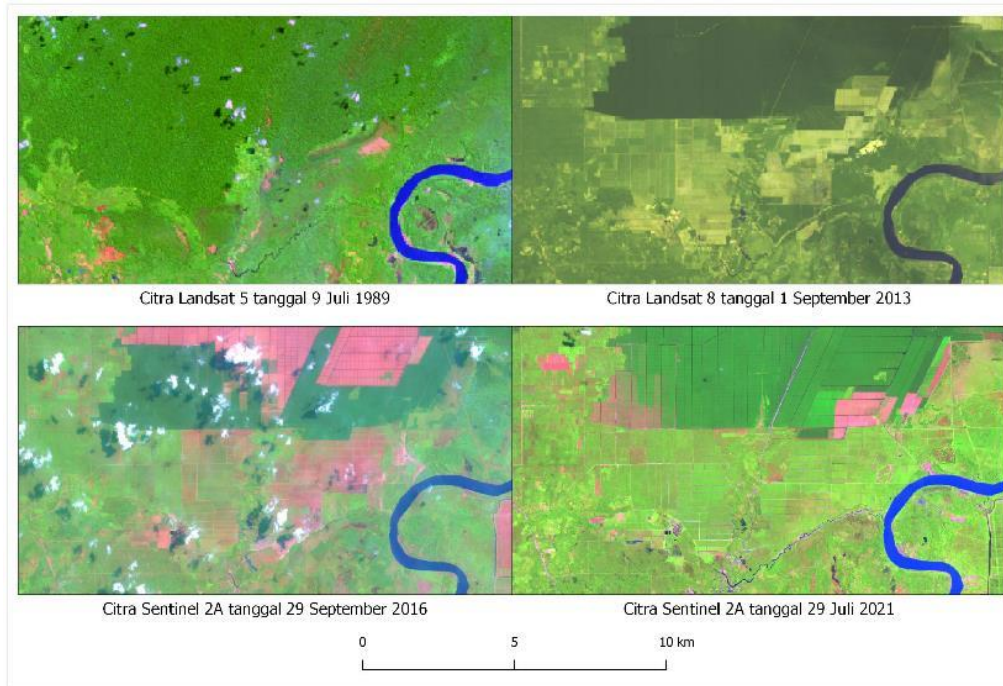 Citra Landsat 5 tanggal 9 Juli 1989
Citra Landsat 8 tanggal 1 September 2013
Citra Sentinel 2A tanggal 29 September 2016
Citra Sentinel 2A tanggal 29 Juli 2021
0 5 10 km